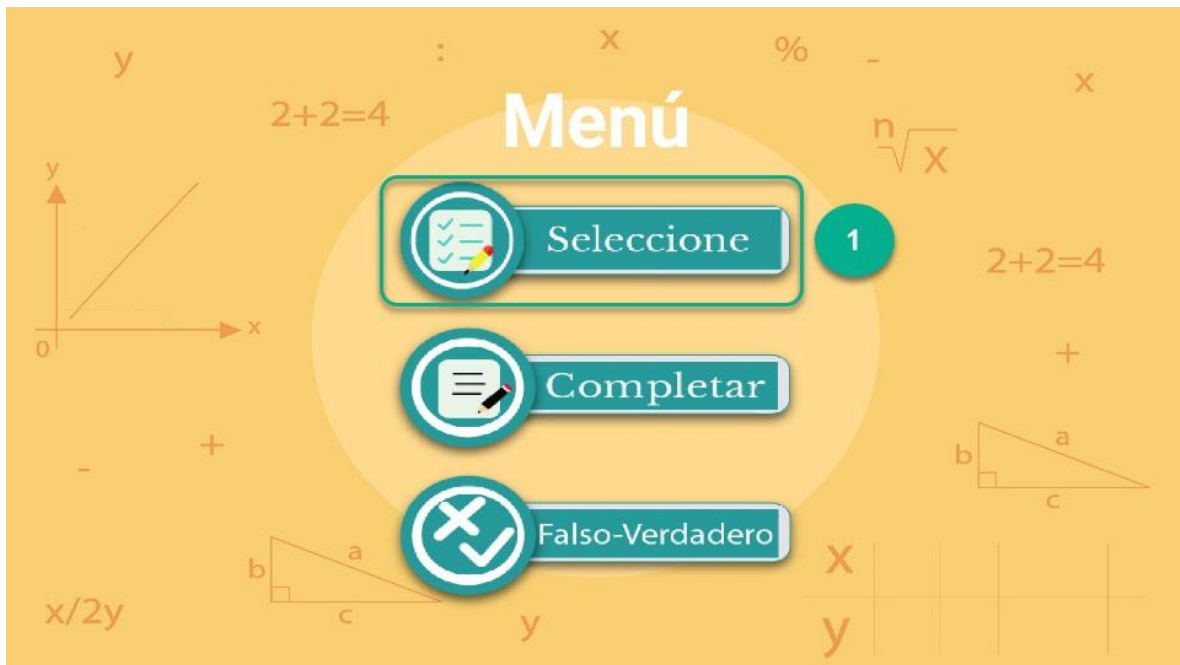 y : x % - x
2+2=4
Menú
n√x
y
Seleccione
1
2+2=4
x
0
+
Completar
+
-
b a
c
Falso-Verdadero
b a
c
x/2y
y
x
y